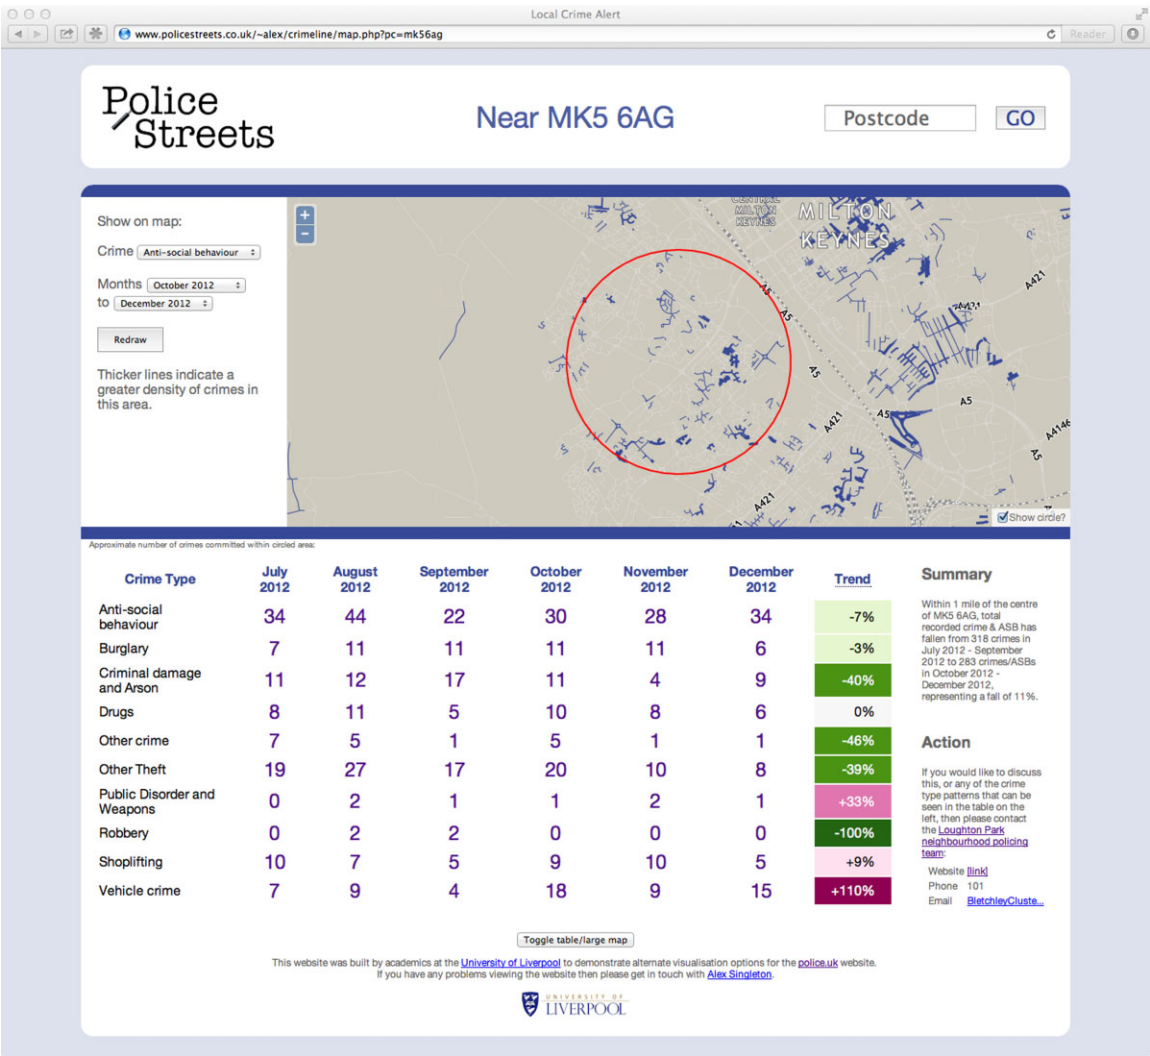 Local Crime Alert
www.policestreets.co.uk/~alex/crimeline/map.php?pc=mk56ag
Reader
Police
Streets
Near MK5 6AG
Postcode
GO
Show on map:
Crime Anti-social behaviour
Months October 2012
to December 2012
Redraw
Thicker lines indicate a
greater density of crimes in
this area.
+
-
CENTRAL
MILTON
KEYNES
MILTON
KEYNES
A421
A421
A5
A5
A5
A5
A5
A421
A4146
A5
A421
A421
Show circle?
Approximate number of crimes committed within circled area:
Crime Type July 2012 August 2012 September 2012 October 2012 November 2012 December 2012 Trend
Anti-social behaviour 34 44 22 30 28 34 -7%
Burglary 7 11 11 11 11 6 -3%
Criminal damage and Arson 11 12 17 11 4 9 -40%
Drugs 8 11 5 10 8 6 0%
Other crime 7 5 1 5 1 1 -46%
Other Theft 19 27 17 20 10 8 -39%
Public Disorder and Weapons 0 2 1 1 2 1 +33%
Robbery 0 2 2 0 0 0 -100%
Shoplifting 10 7 5 9 10 5 +9%
Vehicle crime 7 9 4 18 9 15 +110%
Summary
Within 1 mile of the centre
of MK5 6AG, total
recorded crime & ASB has
fallen from 318 crimes in
July 2012 - September
2012 to 283 crimes/ASBs
in October 2012 -
December 2012,
representing a fall of 11%.
Action
If you would like to discuss
this, or any of the crime
type patterns that can be
seen in the table on the
left, then please contact
the Loughton Park
neighbourhood policing
team:
Website [link]
Phone 101
Email BletchleyCluste...
Toggle table/large map
This website was built by academics at the University of Liverpool to demonstrate alternate visualisation options for the police.uk website.
If you have any problems viewing the website then please get in touch with Alex Singleton.
UNIVERSITY OF
LIVERPOOL